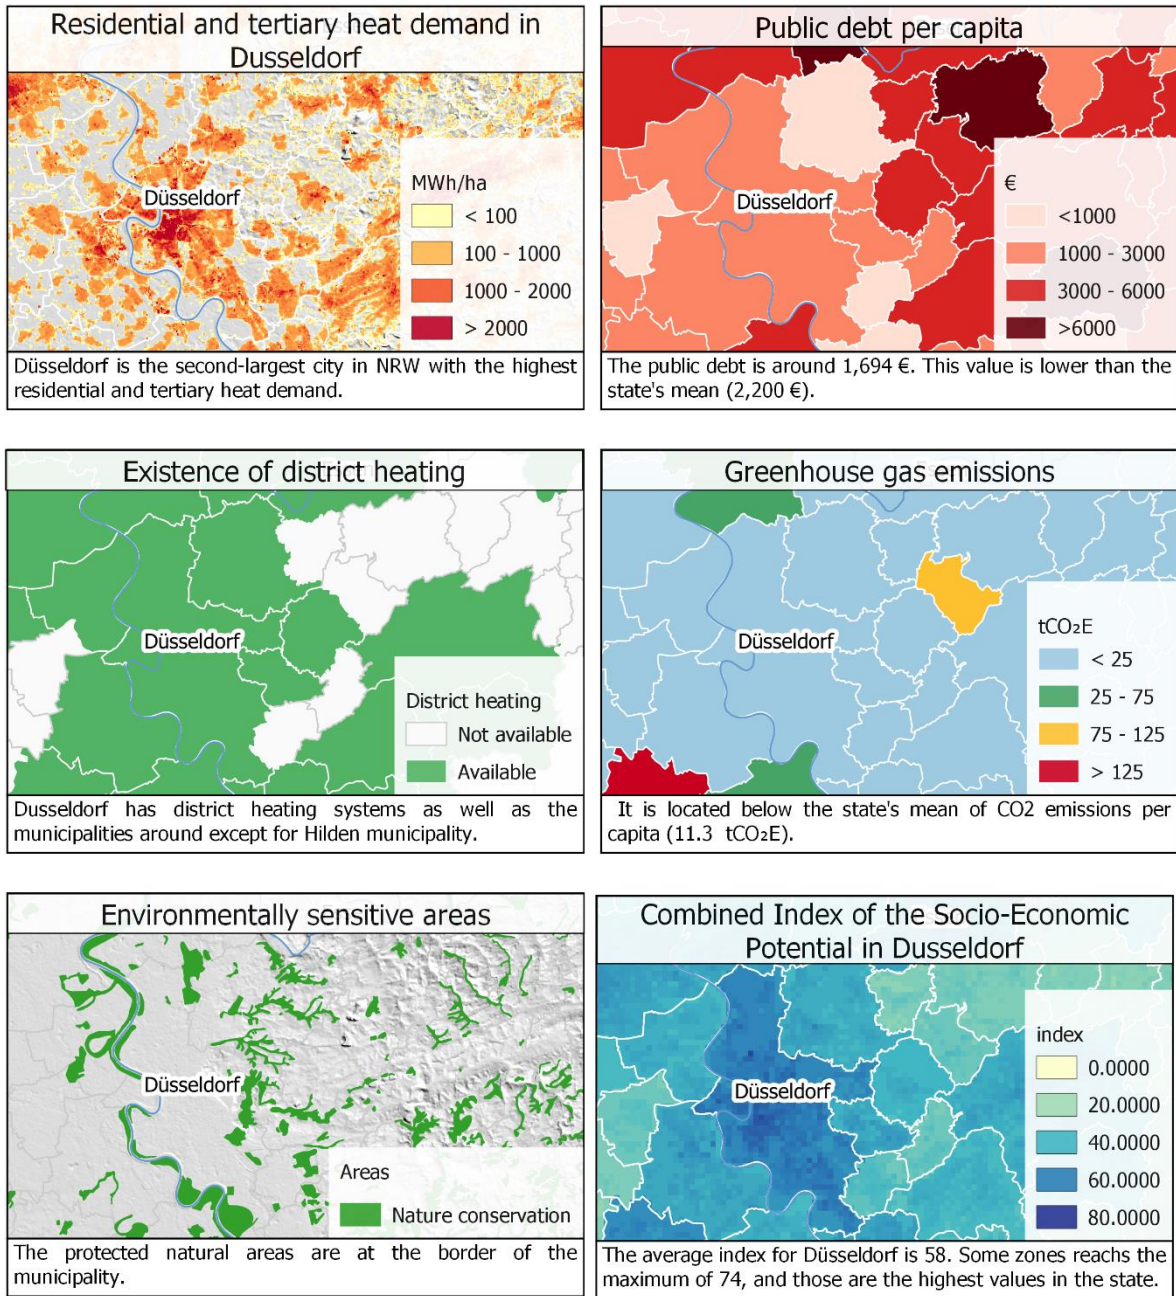 Residential and tertiary heat demand in
Dusseldorf
Düsseldorf
MWh/ha
< 100
100 - 1000
1000 - 2000
> 2000
Düsseldorf is the second-largest city in NRW with the highest
residential and tertiary heat demand.
Public debt per capita
Düsseldorf
€
<1000
1000 - 3000
3000 - 6000
>6000
The public debt is around 1,694 €. This value is lower than the
state's mean (2,200 €).
Existence of district heating
Düsseldorf
District heating
Not available
Available
Dusseldorf has district heating systems as well as the
municipalities around except for Hilden municipality.
Greenhouse gas emissions
Düsseldorf
tCO₂E
< 25
25 - 75
75 - 125
> 125
It is located below the state's mean of CO2 emissions per
capita (11.3 tCO₂E).
Environmentally sensitive areas
Düsseldorf
Areas
Nature conservation
The protected natural areas are at the border of the
municipality.
Combined Index of the Socio-Economic
Potential in Dusseldorf
Düsseldorf
index
0.0000
20.0000
40.0000
60.0000
80.0000
The average index for Düsseldorf is 58. Some zones reachs the
maximum of 74, and those are the highest values in the state.